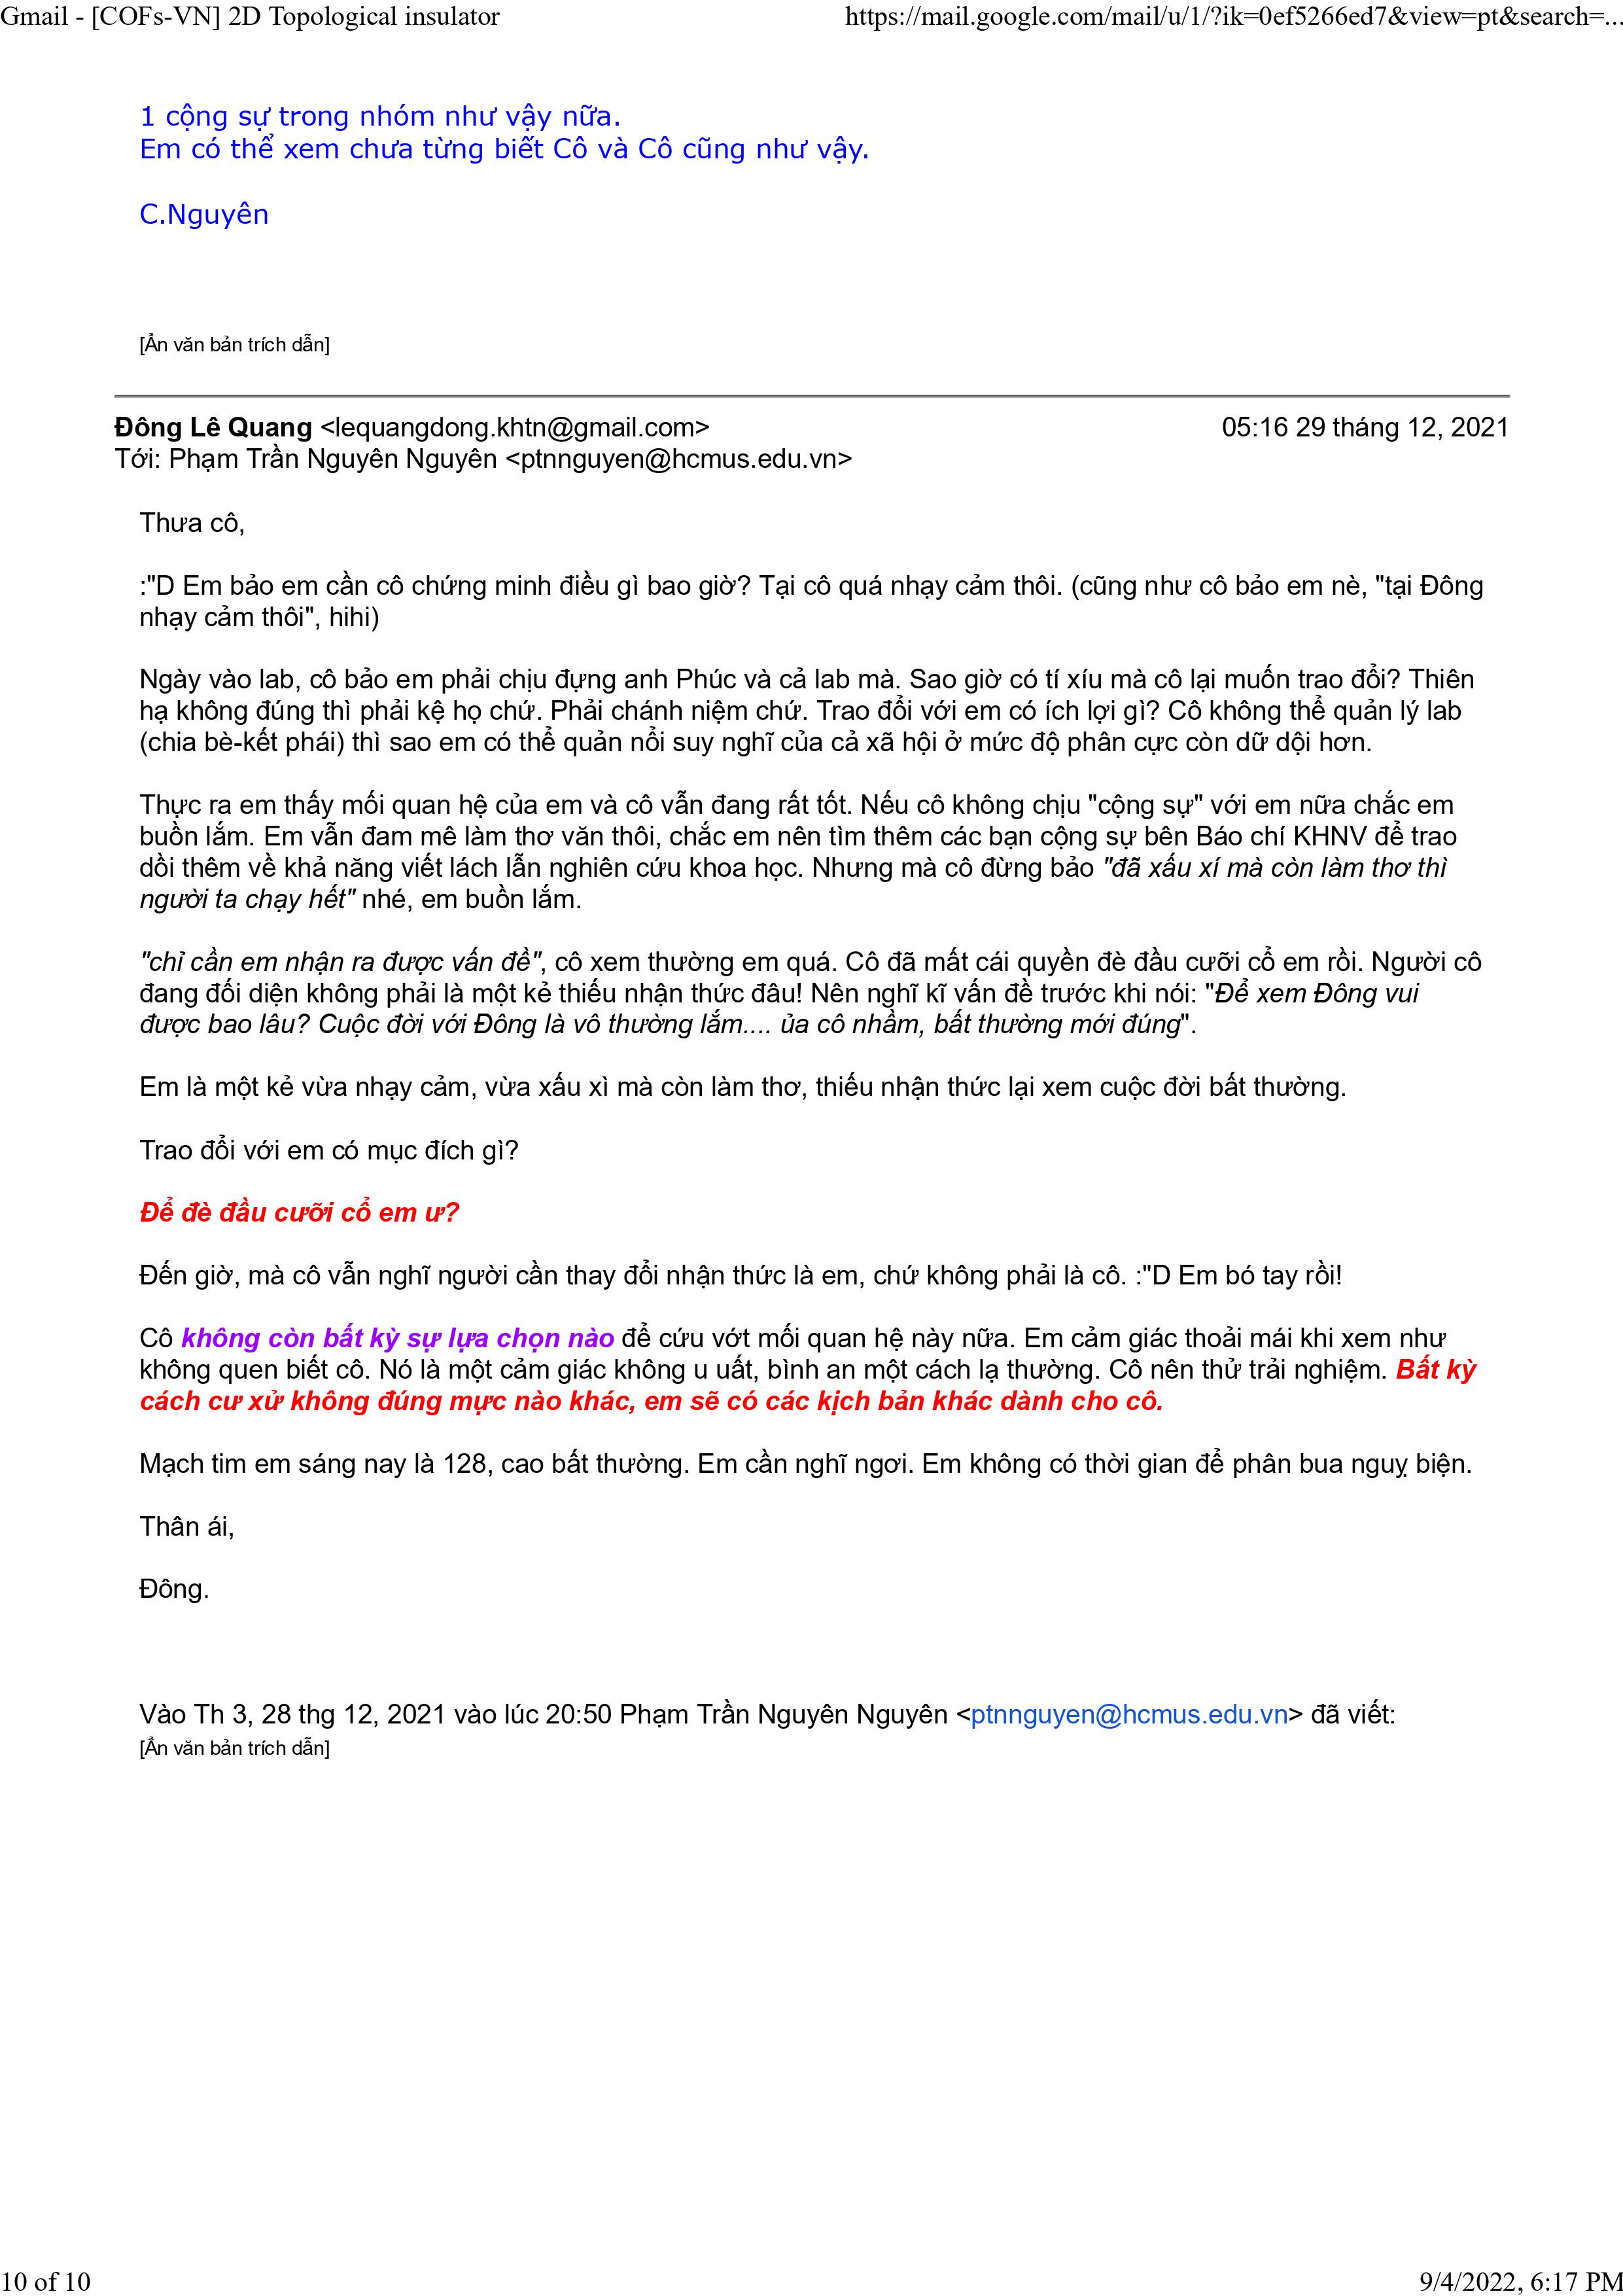 Gmail - [COFs-VN] 2D Topological insulator
https://mail.google.com/mail/u/1/?ik=0ef5266ed7&view=pt&search=...
1 cộng sự trong nhóm như vậy nữa.
Em có thể xem chưa từng biết Cô và Cô cũng như vậy.
C.Nguyên
[Ẩn văn bản trích dẫn]
Đông Lê Quang <lequangdong.khtn@gmail.com>
05:16 29 tháng 12, 2021
Tới: Phạm Trần Nguyên Nguyên <ptnnguyen@hcmus.edu.vn>
Thưa cô,
:"D Em bảo em cần cô chứng minh điều gì bao giờ? Tại cô quá nhạy cảm thôi. (cũng như cô bảo em nè, "tại Đông
nhạy cảm thôi", hihi)
Ngày vào lab, cô bảo em phải chịu đựng anh Phúc và cả lab mà. Sao giờ có tí xíu mà cô lại muốn trao đổi? Thiên
hạ không đúng thì phải kệ họ chứ. Phải chánh niệm chứ. Trao đổi với em có ích lợi gì? Cô không thể quản lý lab
(chia bè-kết phái) thì sao em có thể quản nổi suy nghĩ của cả xã hội ở mức độ phân cực còn dữ dội hơn.
Thực ra em thấy mối quan hệ của em và cô vẫn đang rất tốt. Nếu cô không chịu "cộng sự" với em nữa chắc em
buồn lắm. Em vẫn đam mê làm thơ văn thôi, chắc em nên tìm thêm các bạn cộng sự bên Báo chí KHNV để trao
dồi thêm về khả năng viết lách lẫn nghiên cứu khoa học. Nhưng mà cô đừng bảo "đã xấu xí mà còn làm thơ thì
người ta chạy hết" nhé, em buồn lắm.
"chỉ cần em nhận ra được vấn đề", cô xem thường em quá. Cô đã mất cái quyền đè đầu cưỡi cổ em rồi. Người cô
đang đối diện không phải là một kẻ thiếu nhận thức đâu! Nên nghĩ kĩ vấn đề trước khi nói: "Để xem Đông vui
được bao lâu? Cuộc đời với Đông là vô thường lắm.... ủa cô nhầm, bất thường mới đúng".
Em là một kẻ vừa nhạy cảm, vừa xấu xì mà còn làm thơ, thiếu nhận thức lại xem cuộc đời bất thường.
Trao đổi với em có mục đích gì?
Để đè đầu cưỡi cổ em ư?
Đến giờ, mà cô vẫn nghĩ người cần thay đổi nhận thức là em, chứ không phải là cô. :"D Em bó tay rồi!
Cô không còn bất kỳ sự lựa chọn nào để cứu vớt mối quan hệ này nữa. Em cảm giác thoải mái khi xem như
không quen biết cô. Nó là một cảm giác không u uất, bình an một cách lạ thường. Cô nên thử trải nghiệm. Bất kỳ
cách cư xử không đúng mực nào khác, em sẽ có các kịch bản khác dành cho cô.
Mạch tim em sáng nay là 128, cao bất thường. Em cần nghĩ ngơi. Em không có thời gian để phân bua nguỵ biện.
Thân ái,
Đông.
Vào Th 3, 28 thg 12, 2021 vào lúc 20:50 Phạm Trần Nguyên Nguyên <ptnnguyen@hcmus.edu.vn> đã viết:
[Ẩn văn bản trích dẫn]
10 of 10
9/4/2022, 6:17 PM